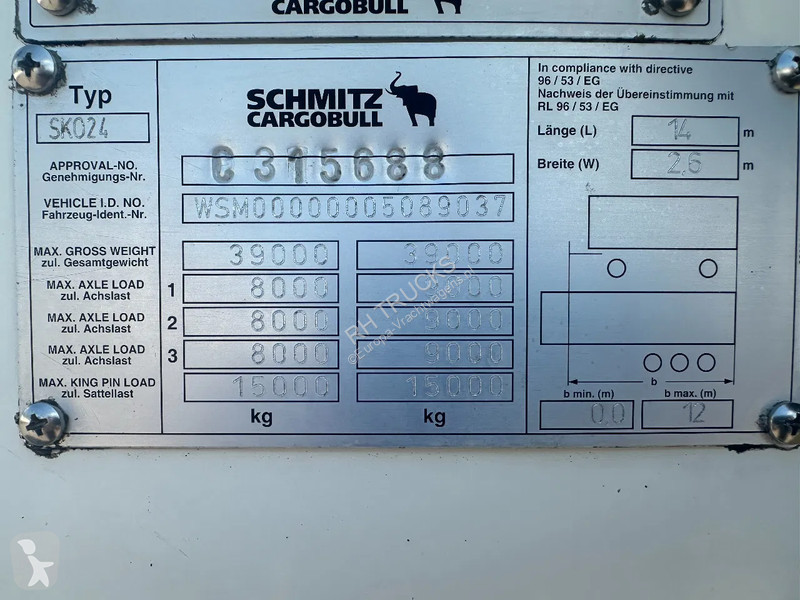 CARGOBULL
Typ
SKO24
SCHMITZ
CARGOBULL
APPROVAL-NO.
Genehmigungs-Nr.
C 315688
VEHICLE I.D. NO.
Fahrzeug-Ident.-Nr.
WSM00000005089037
MAX. GROSS WEIGHT
zul. Gesamtgewicht
39000 39000
MAX. AXLE LOAD
zul. Achslast
1 8000
MAX. AXLE LOAD
zul. Achslast
2 8000 9000
MAX. AXLE LOAD
zul. Achslast
3 8000 9000
MAX. KING PIN LOAD
zul. Sattellast
15000 15000
kg kg
In compliance with directive
96 / 53 / EG
Nachweis der Übereinstimmung mit
RL 96 / 53 / EG
Länge (L) 14 m
Breite (W) 2,6 m
b
b min. (m) b max. (m)
0,0 12
RH TRUCKS
©Europa-Vrachtwagens.nl